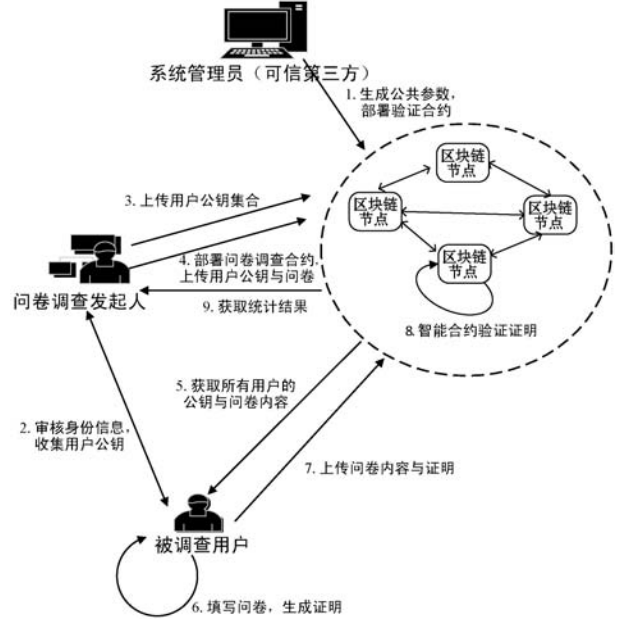 系统管理员（可信第三方）
1. 生成公共参数，
部署验证合约
区块链
节点
区块链
节点
区块链
节点
区块链
节点
8. 智能合约验证证明
3. 上传用户公钥集合
4. 部署问卷调查合约，
上传用户公钥与问卷
9. 获取统计结果
问卷调查发起人
5. 获取所有用户的
公钥与问卷内容
2. 审核身份信息，
收集用户公钥
7. 上传问卷内容与证明
被调查用户
6. 填写问卷，生成证明